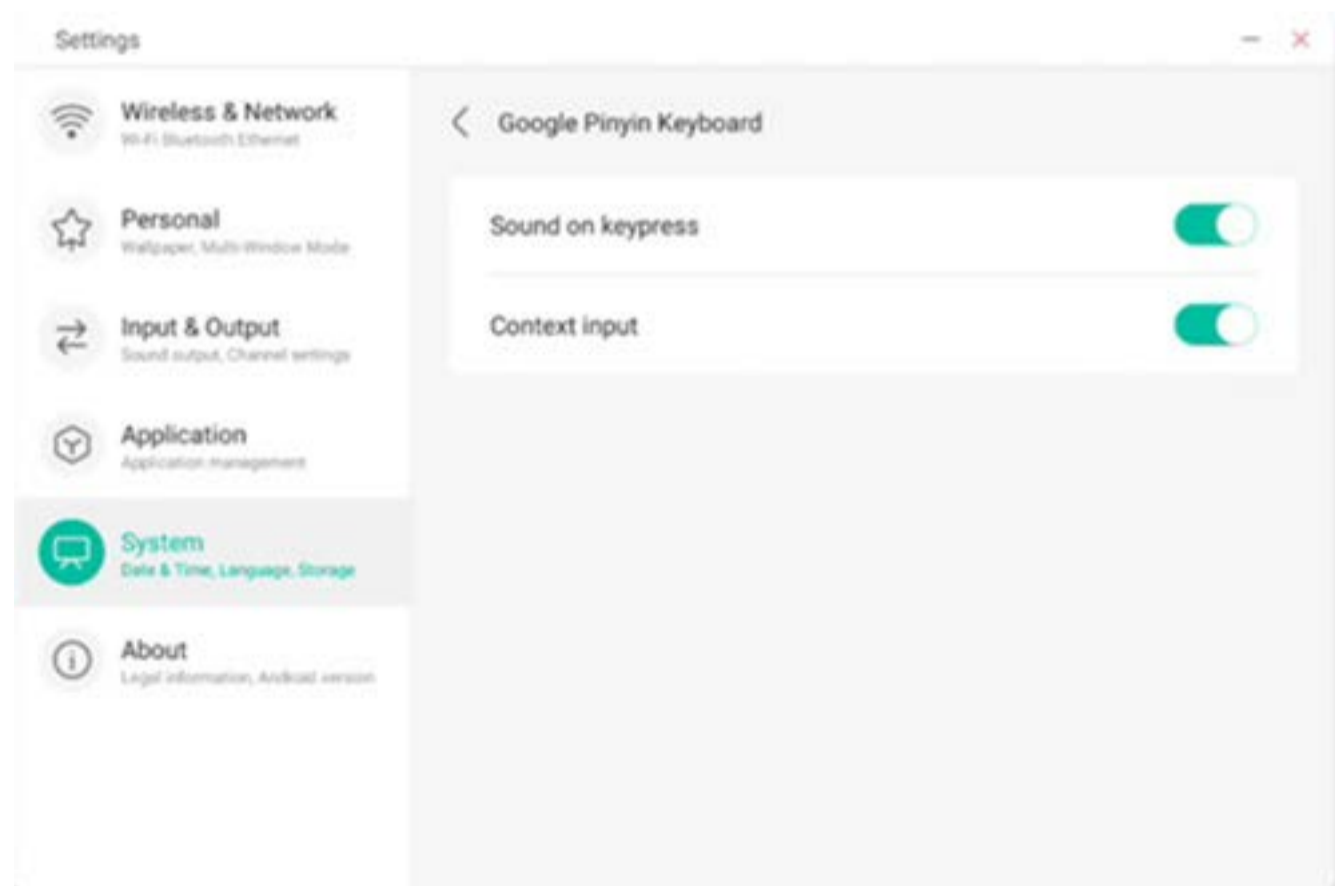 Settings
Wireless & Network
Wi-Fi Bluetooth Ethernet
Personal
Wallpaper, Multi-Window Mode
Input & Output
Sound output, Channel settings
Application
Application management
System
Date & Time, Language, Storage
About
Legal information, Android version
Google Pinyin Keyboard
Sound on keypress
Context input